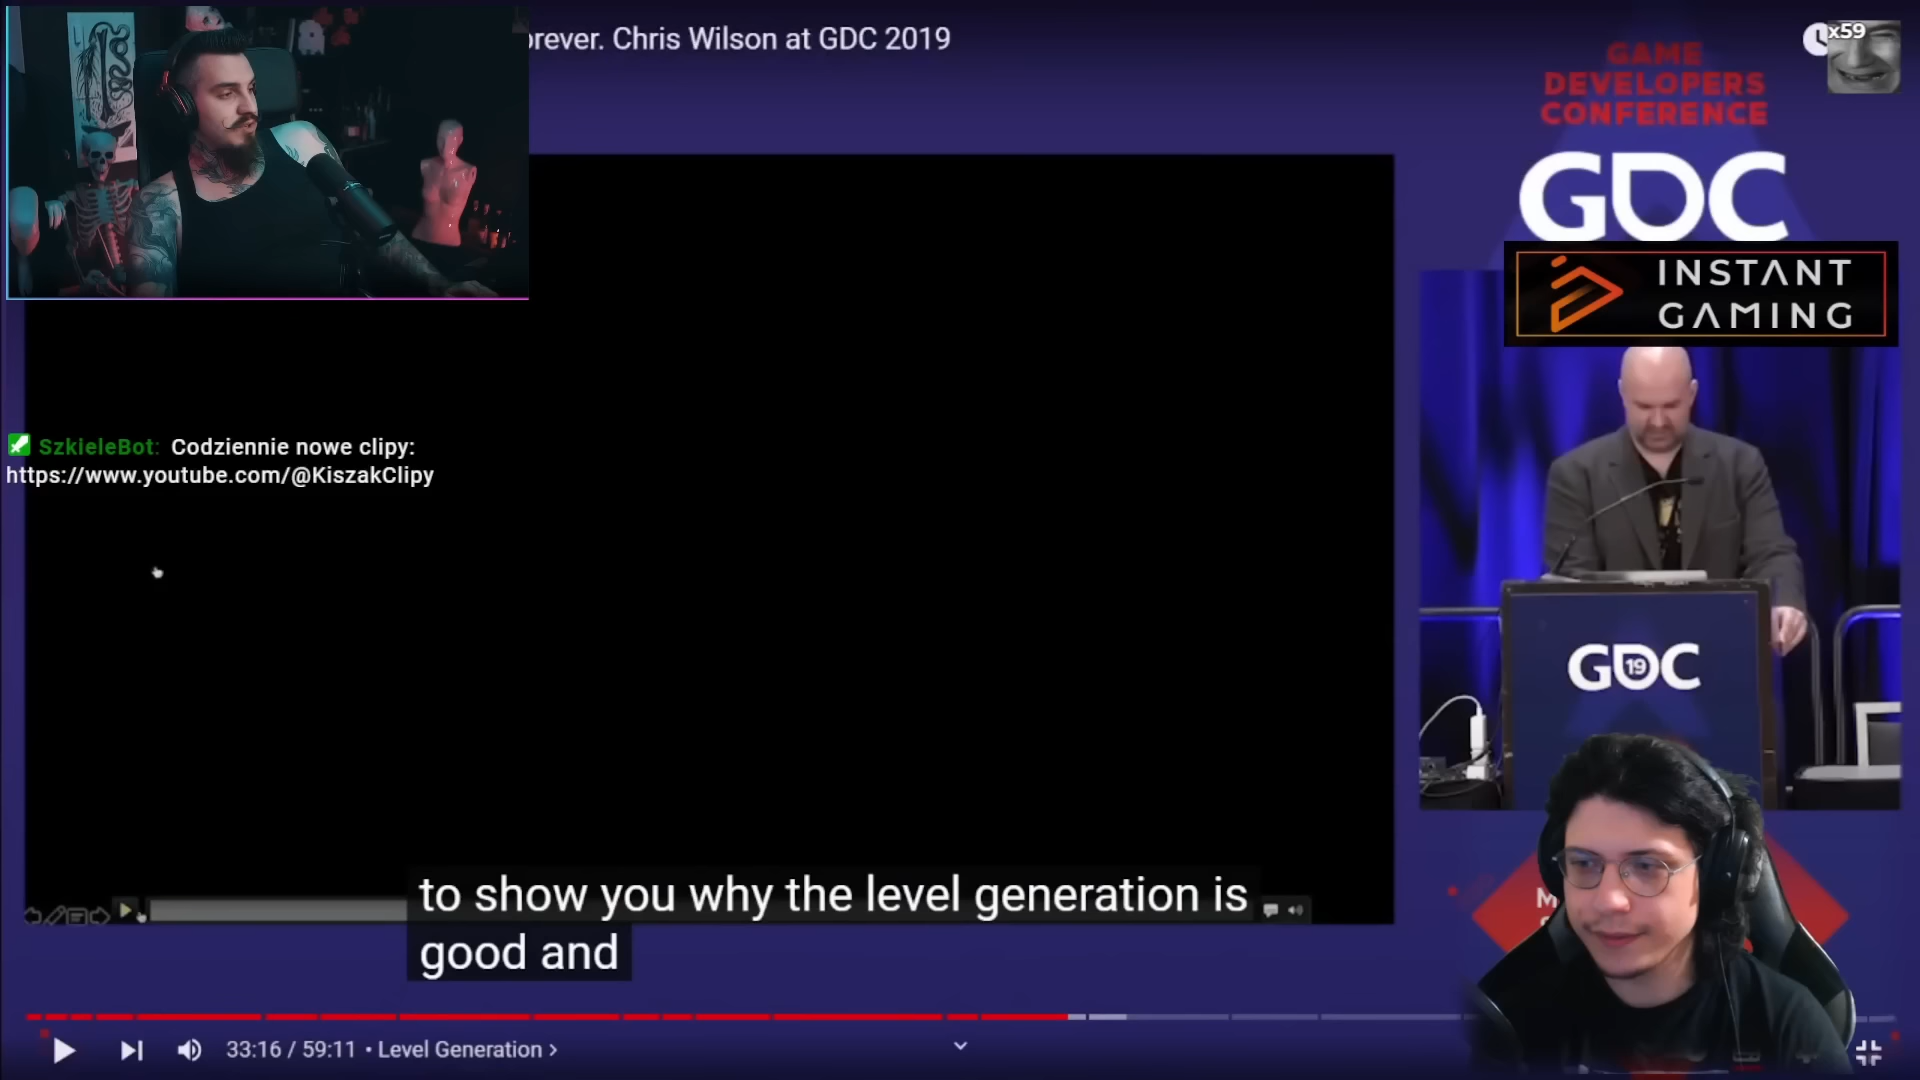 orever. Chris Wilson at GDC 2019
x59
GAME
DEVELOPERS
CONFERENCE
GDC
INSTANT
GAMING
SzkieleBot: Codziennie nowe clipy:
https://www.youtube.com/@KiszakClipy
GDC
19
to show you why the level generation is
good and
33:16 / 59:11 • Level Generation >